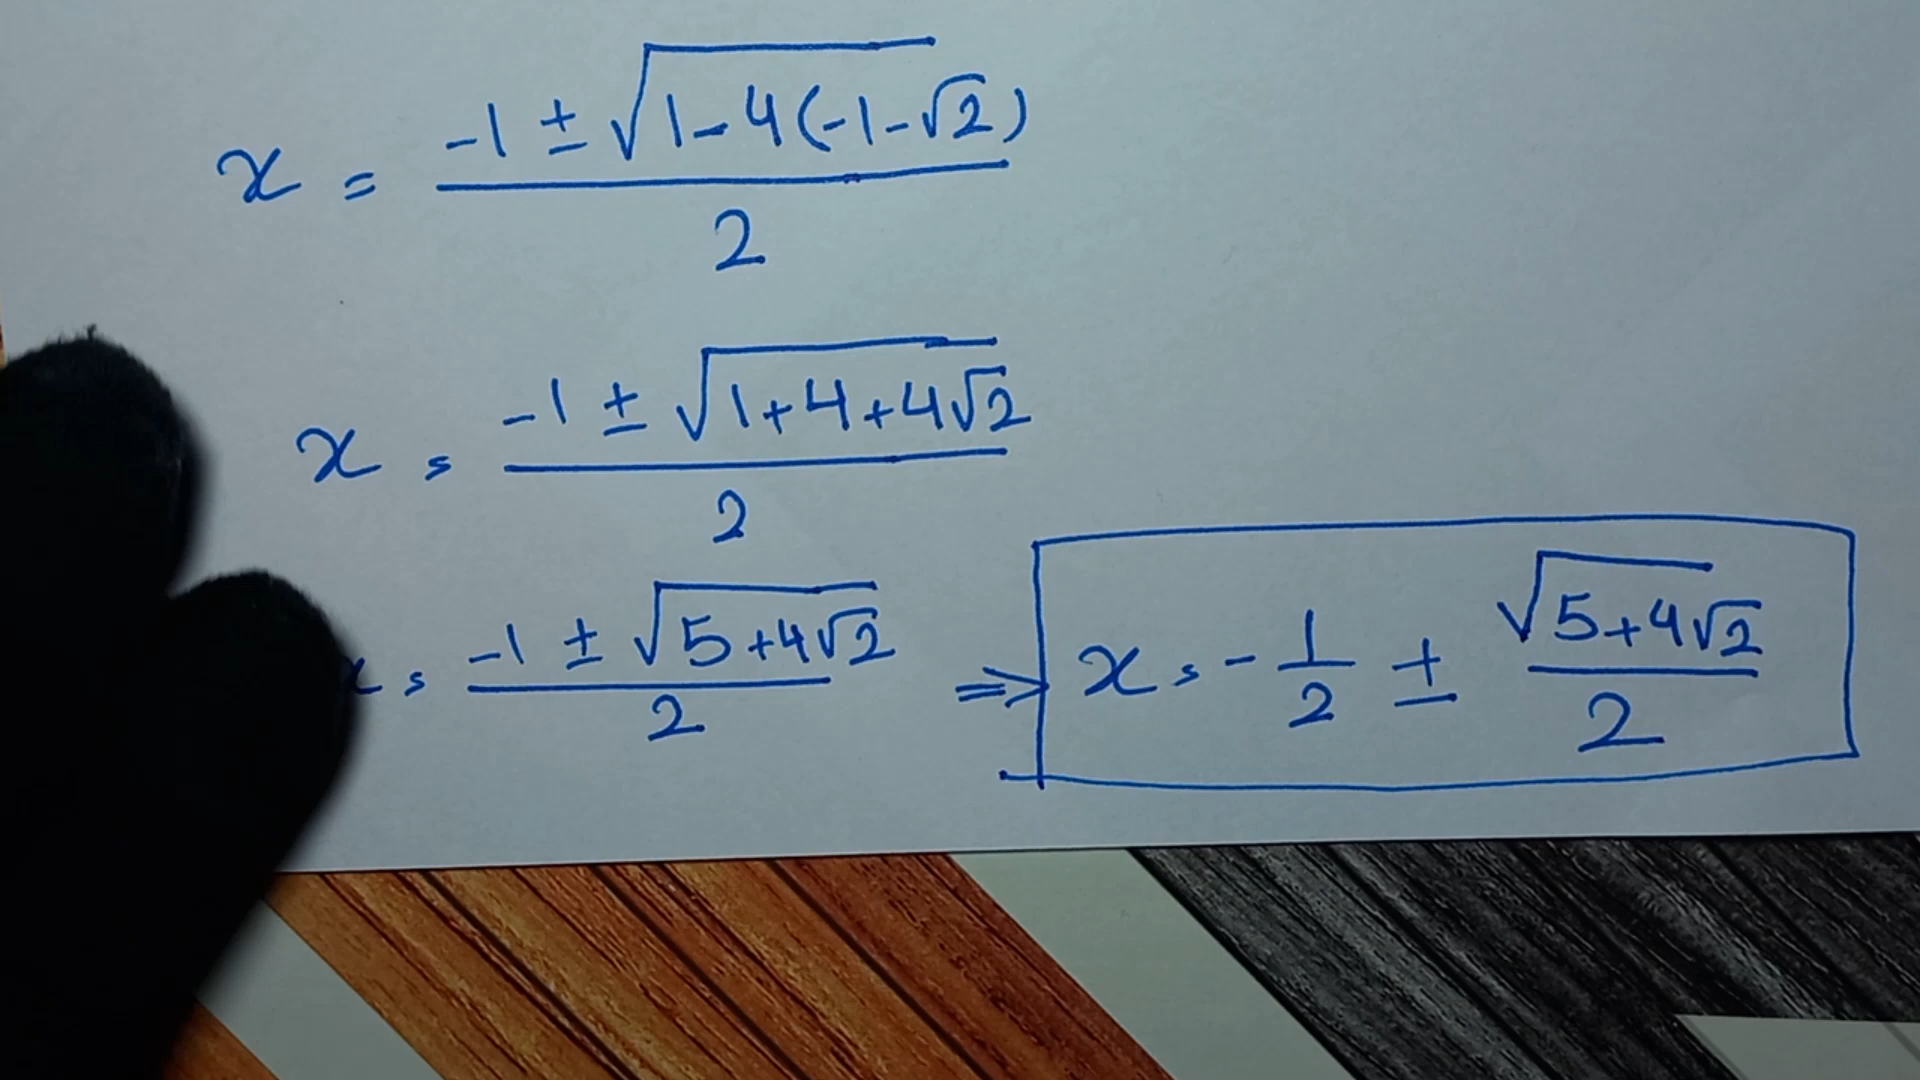 x = (-1 ± √(1-4(-1-√2)))/2
x = (-1 ± √(1+4+4√2))/2
x = (-1 ± √(5+4√2))/2 ⇒ x = -1/2 ± √(5+4√2)/2